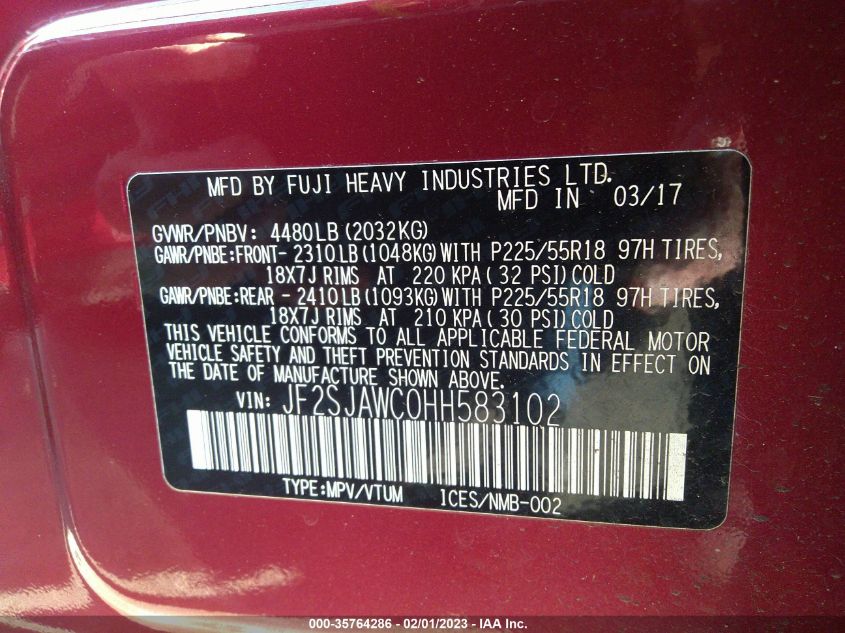 MFD BY FUJI HEAVY INDUSTRIES LTD.
MFD IN 03/17
GVWR/PNBV: 4480LB (2032KG)
GAWR/PNBE:FRONT- 2310LB (1048KG) WITH P225/55R18 97H TIRES,
18X7J RIMS AT 220 KPA ( 32 PSI) COLD
GAWR/PNBE:REAR - 2410LB (1093KG) WITH P225/55R18 97H TIRES,
18X7J RIMS AT 210 KPA ( 30 PSI) COLD
THIS VEHICLE CONFORMS TO ALL APPLICABLE FEDERAL MOTOR
VEHICLE SAFETY AND THEFT PREVENTION STANDARDS IN EFFECT ON
THE DATE OF MANUFACTURE SHOWN ABOVE.
VIN: JF2SJAWC0HH583102
TYPE:MPV/VTUM ICES/NMB-002
000-35764286 - 02/01/2023 - IAA Inc.